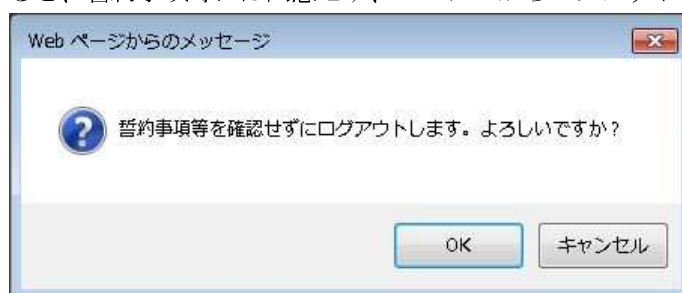 Web ページからのメッセージ
誓約事項等を確認せずにログアウトします。よろしいですか?
OK
キャンセル